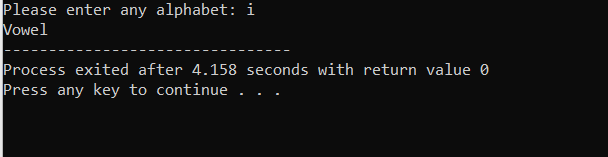 Please enter any alphabet: i
Vowel
--------------------------------
Process exited after 4.158 seconds with return value 0
Press any key to continue . . .